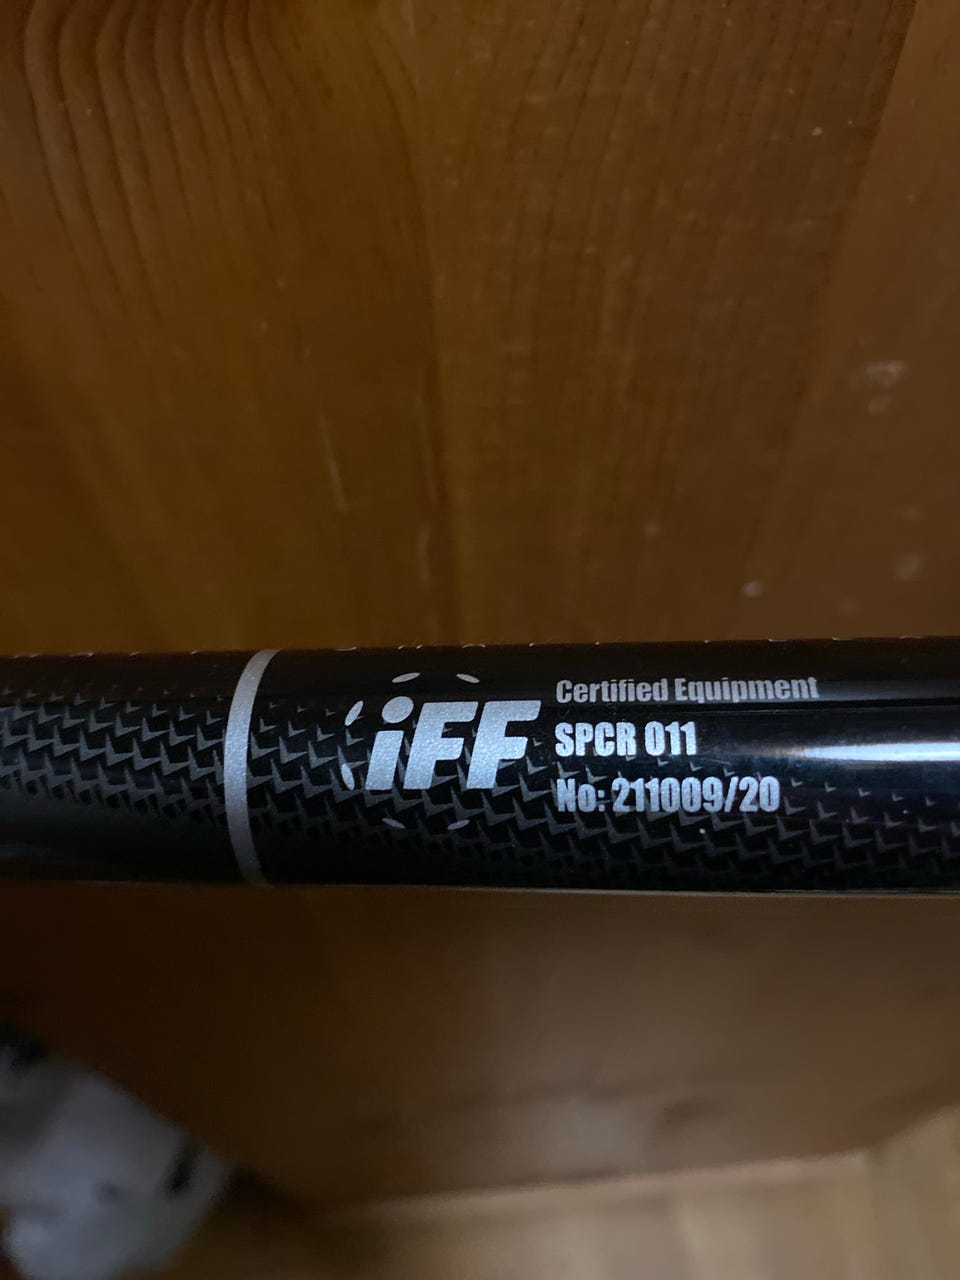 iFF
Certified Equipment
SPCR 011
No: 211009/20